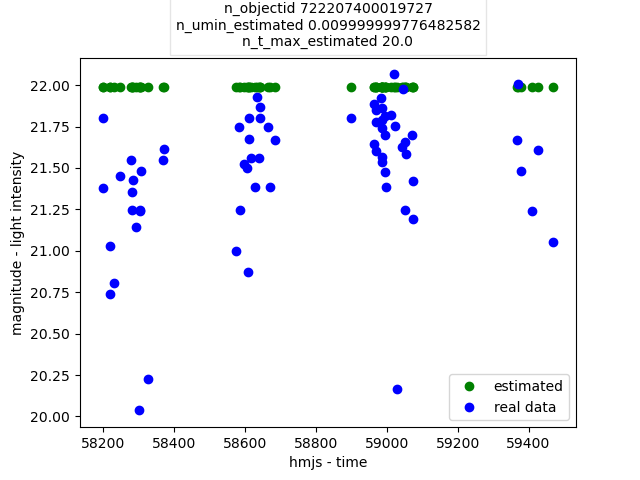 n_objectid 722207400019727
n_umin_estimated 0.009999999776482582
n_t_max_estimated 20.0
22.00
21.75
21.50
21.25
21.00
20.75
20.50
20.25
20.00
magnitude - light intensity
estimated
real data
58200 58400 58600 58800 59000 59200 59400
hmjs - time